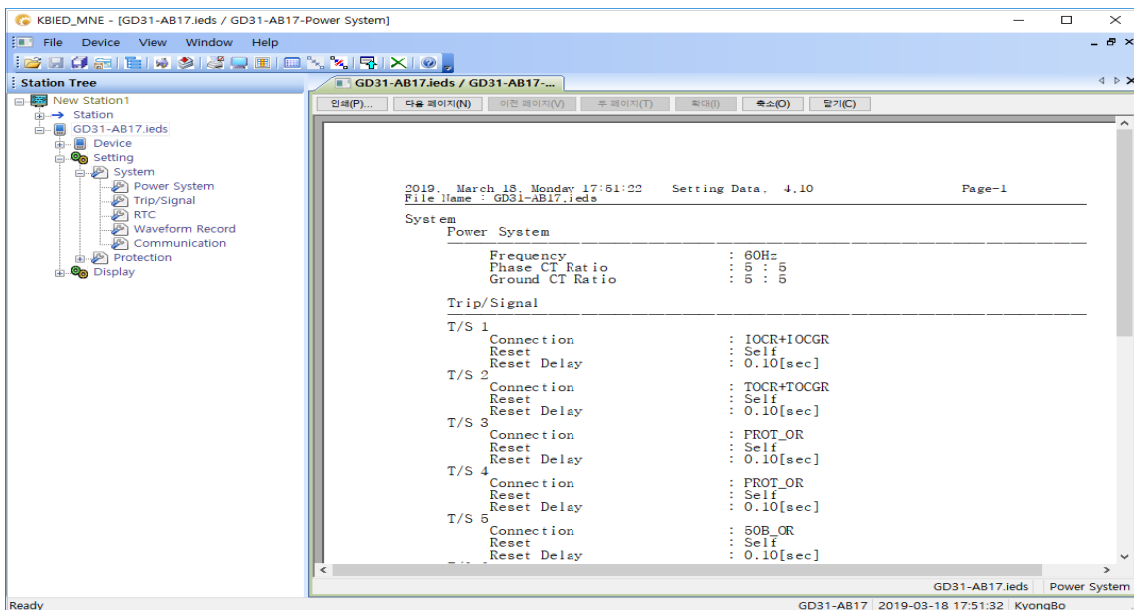 KBIED_MNE - [GD31-AB17.ieds / GD31-AB17-Power System]
File Device View Window Help
Station Tree
New Station1
Station
GD31-AB17.ieds
Device
Setting
System
Power System
Trip/Signal
RTC
Waveform Record
Communication
Protection
Display
GD31-AB17.ieds / GD31-AB17-...
인쇄(P)... 다음 페이지(N) 이전 페이지(V) 두 페이지(T) 확대(I) 축소(O) 닫기(C)
2019. March 18. Monday 17:51:22 Setting Data. 4.10 Page-1
File Name : GD31-AB17.ieds
System
Power System
Frequency : 60Hz
Phase CT Ratio : 5 : 5
Ground CT Ratio : 5 : 5
Trip/Signal
T/S 1
Connection : IOCR+IOCGR
Reset : Self
Reset Delay : 0.10[sec]
T/S 2
Connection : TOCR+TOCGR
Reset : Self
Reset Delay : 0.10[sec]
T/S 3
Connection : PROT_OR
Reset : Self
Reset Delay : 0.10[sec]
T/S 4
Connection : PROT_OR
Reset : Self
Reset Delay : 0.10[sec]
T/S 5
Connection : 50B_OR
Reset : Self
Reset Delay : 0.10[sec]
GD31-AB17.ieds Power System
Ready GD31-AB17 2019-03-18 17:51:32 KyongBo